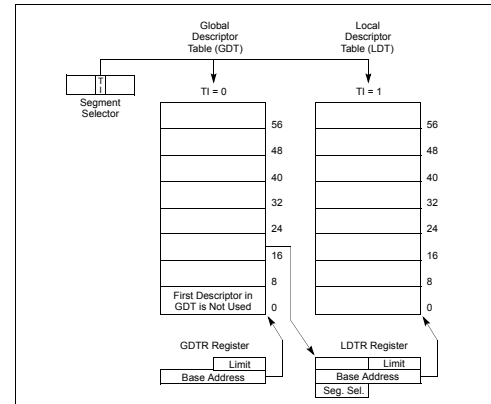 Global
Descriptor
Table (GDT)
Local
Descriptor
Table (LDT)
T
I
Segment
Selector
TI = 0
TI = 1
56
48
40
32
24
16
8
0
First Descriptor in
GDT is Not Used
56
48
40
32
24
16
8
0
GDTR Register
Limit
Base Address
LDTR Register
Limit
Base Address
Seg. Sel.